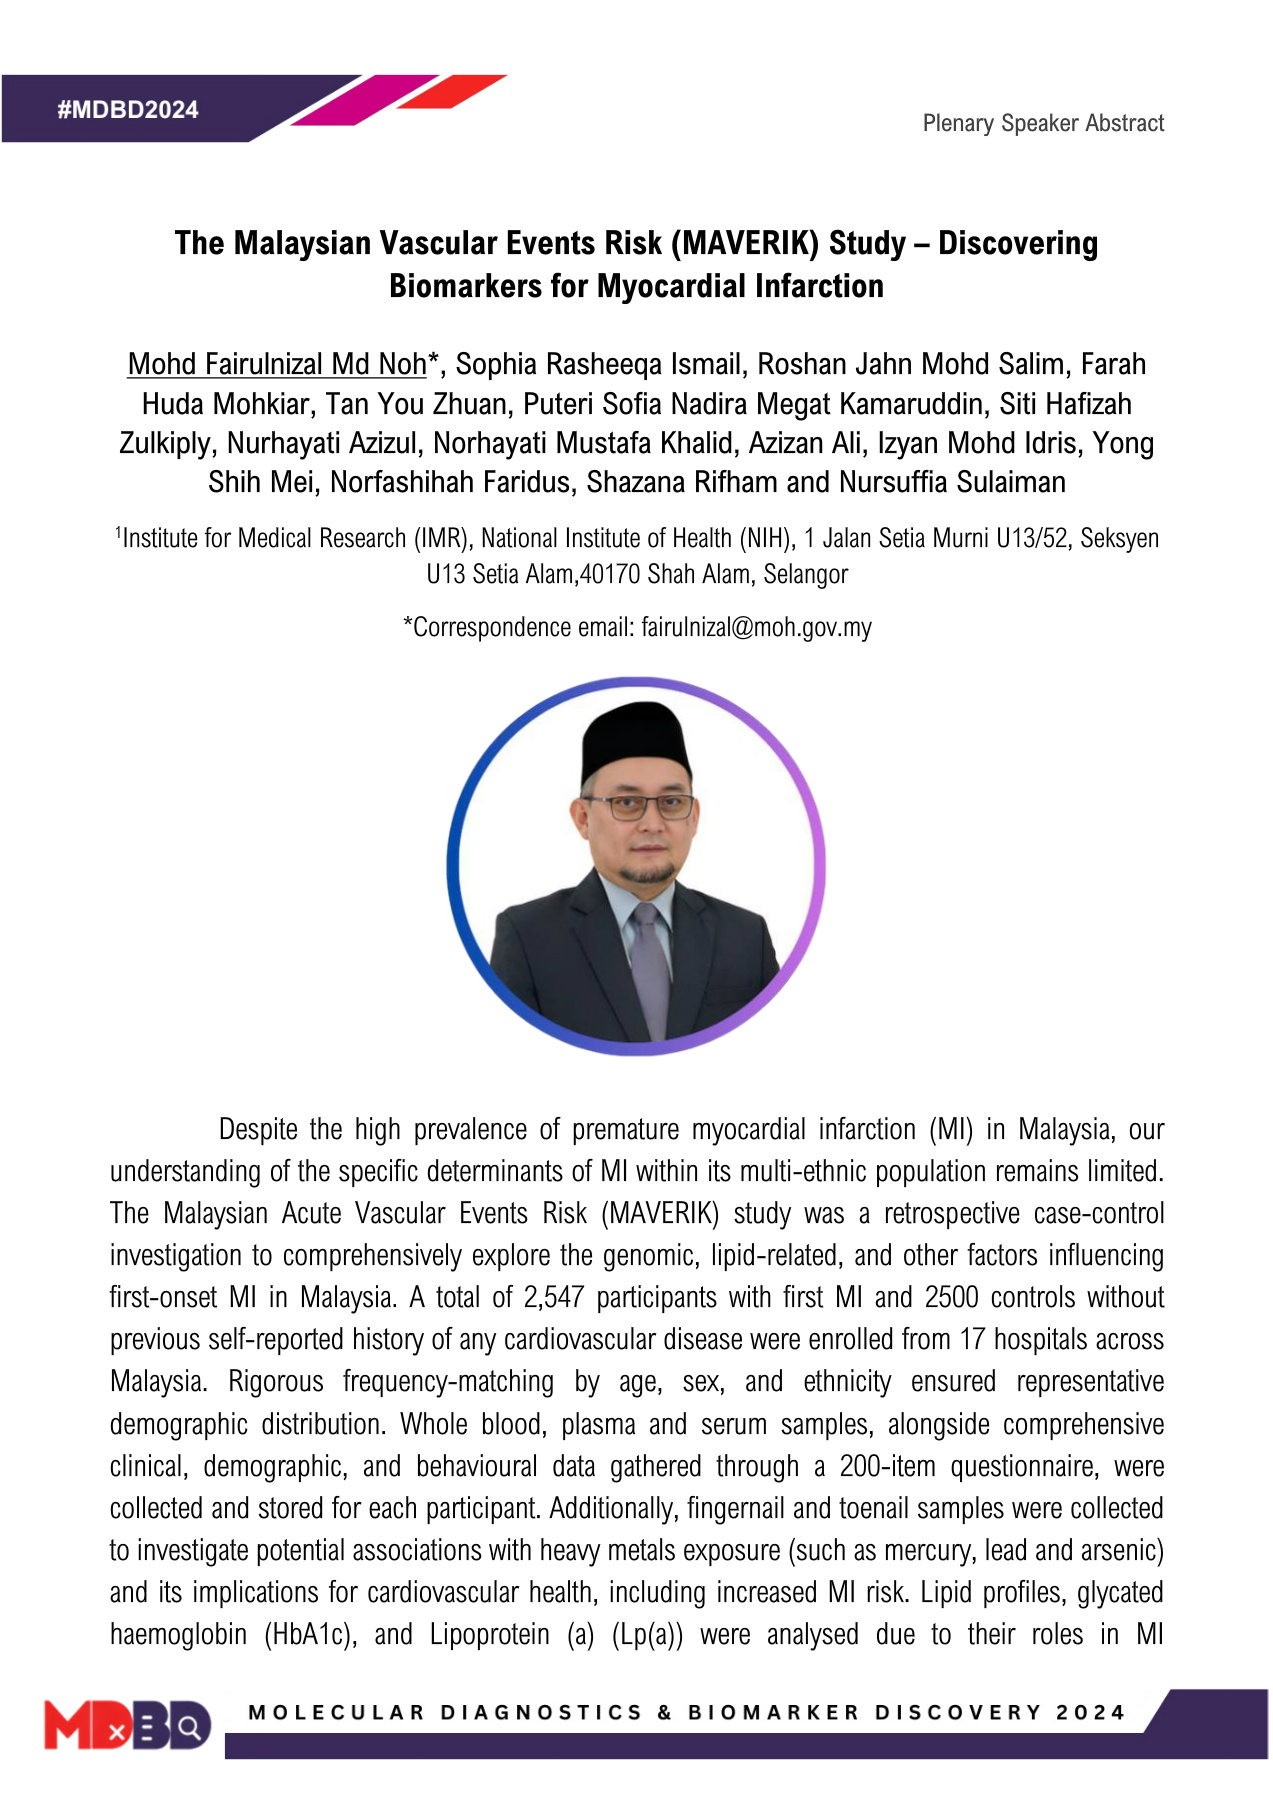 #MDBD2024
Plenary Speaker Abstract
The Malaysian Vascular Events Risk (MAVERIK) Study – Discovering
Biomarkers for Myocardial Infarction
Mohd Fairulnizal Md Noh*, Sophia Rasheeqa Ismail, Roshan Jahn Mohd Salim, Farah
Huda Mohkiar, Tan You Zhuan, Puteri Sofia Nadira Megat Kamaruddin, Siti Hafizah
Zulkiply, Nurhayati Azizul, Norhayati Mustafa Khalid, Azizan Ali, Izyan Mohd Idris, Yong
Shih Mei, Norfashihah Faridus, Shazana Rifham and Nursuffia Sulaiman
¹Institute for Medical Research (IMR), National Institute of Health (NIH), 1 Jalan Setia Murni U13/52, Seksyen
U13 Setia Alam,40170 Shah Alam, Selangor
*Correspondence email: fairulnizal@moh.gov.my
Despite the high prevalence of premature myocardial infarction (MI) in Malaysia, our
understanding of the specific determinants of MI within its multi-ethnic population remains limited.
The Malaysian Acute Vascular Events Risk (MAVERIK) study was a retrospective case-control
investigation to comprehensively explore the genomic, lipid-related, and other factors influencing
first-onset MI in Malaysia. A total of 2,547 participants with first MI and 2500 controls without
previous self-reported history of any cardiovascular disease were enrolled from 17 hospitals across
Malaysia. Rigorous frequency-matching by age, sex, and ethnicity ensured representative
demographic distribution. Whole blood, plasma and serum samples, alongside comprehensive
clinical, demographic, and behavioural data gathered through a 200-item questionnaire, were
collected and stored for each participant. Additionally, fingernail and toenail samples were collected
to investigate potential associations with heavy metals exposure (such as mercury, lead and arsenic)
and its implications for cardiovascular health, including increased MI risk. Lipid profiles, glycated
haemoglobin (HbA1c), and Lipoprotein (a) (Lp(a)) were analysed due to their roles in MI
MDxBD
MOLECULAR DIAGNOSTICS & BIOMARKER DISCOVERY 2024